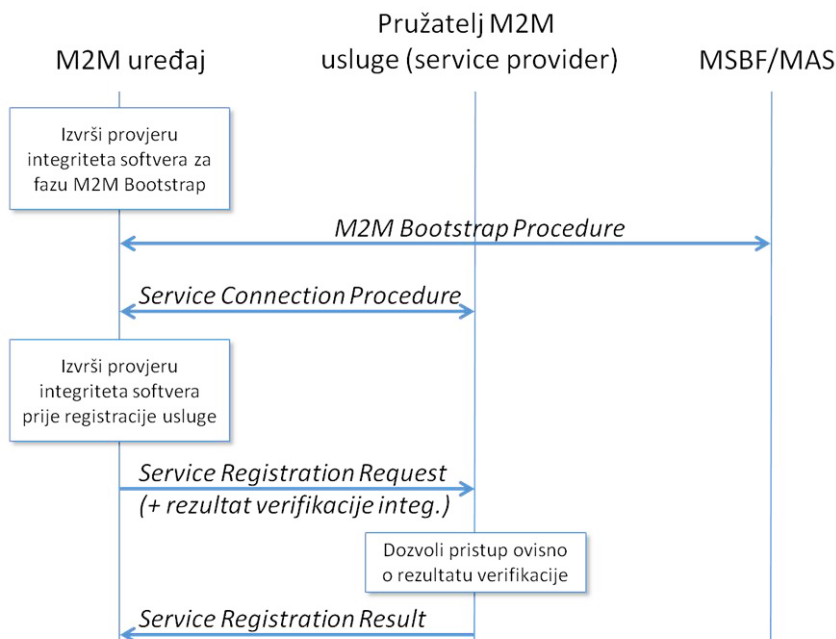 M2M uređaj
Pružatelj M2M
usluge (service provider)
MSBF/MAS
Izvrši provjeru
integriteta softvera za
fazu M2M Bootstrap
M2M Bootstrap Procedure
Service Connection Procedure
Izvrši provjeru
integriteta softvera
prije registracije usluge
Service Registration Request
(+ rezultat verifikacije integ.)
Dozvoli pristup ovisno
o rezultatu verifikacije
Service Registration Result